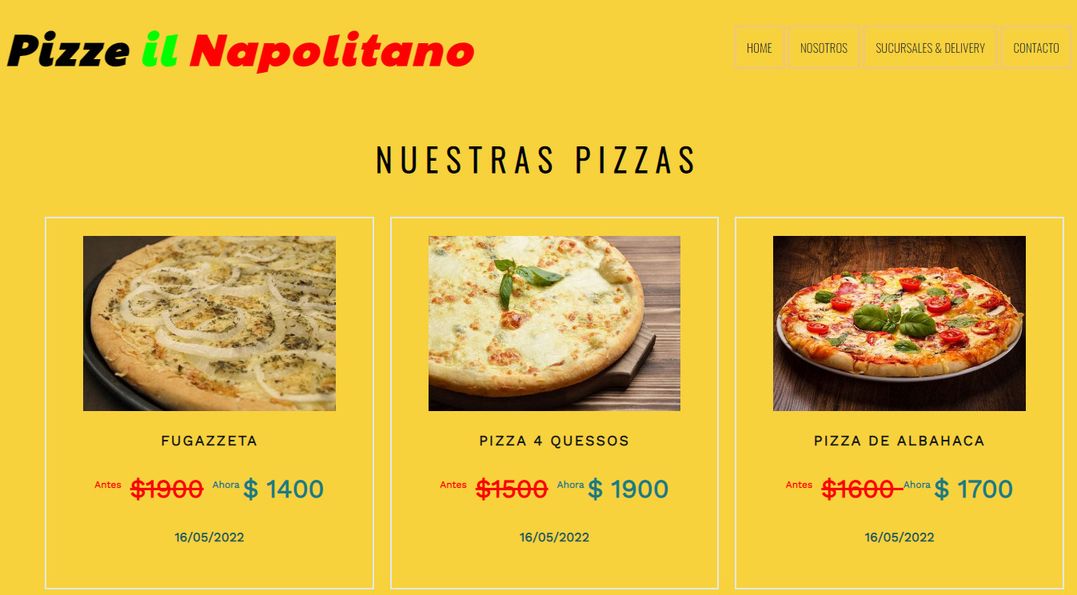 Pizze il Napolitano
HOME NOSOTROS SUCURSALES & DELIVERY CONTACTO
NUESTRAS PIZZAS
FUGAZZETA
Antes $1900 Ahora $ 1400
16/05/2022
PIZZA 4 QUESSOS
Antes $1500 Ahora $ 1900
16/05/2022
PIZZA DE ALBAHACA
Antes $1600 Ahora $ 1700
16/05/2022